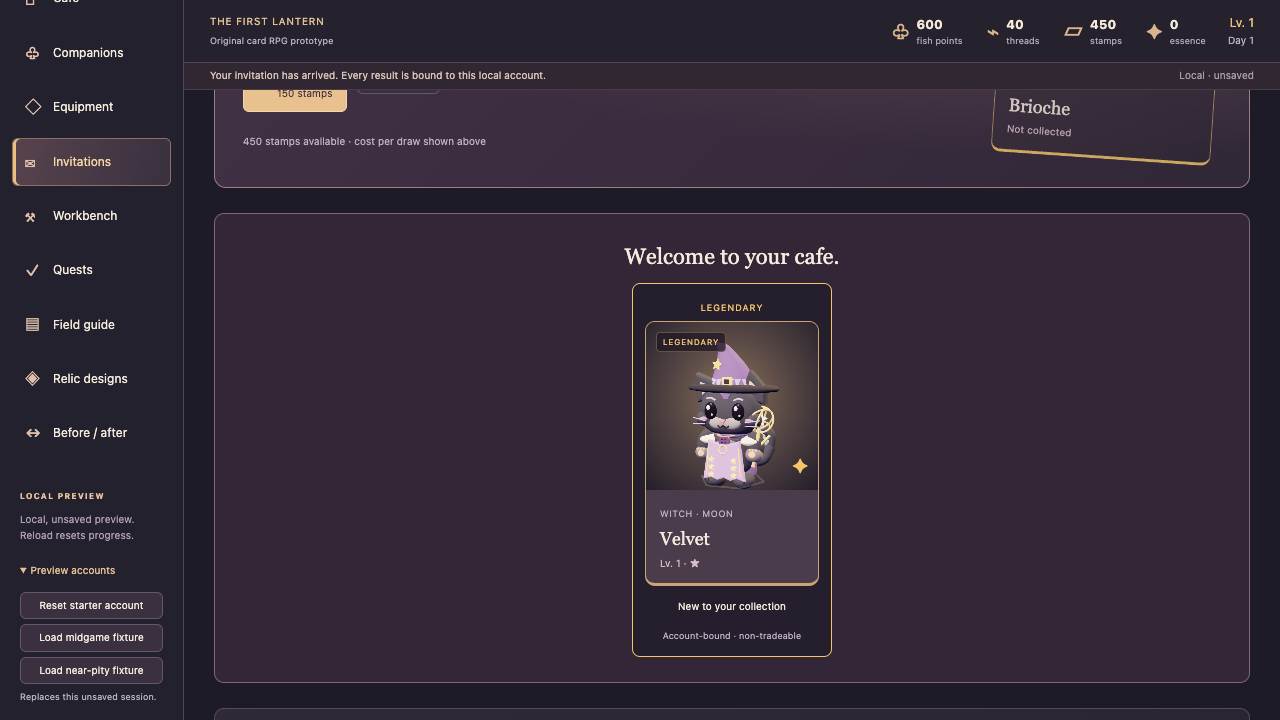 Companions
Equipment
Invitations
Workbench
Quests
Field guide
Relic designs
Before / after
LOCAL PREVIEW
Local, unsaved preview.
Reload resets progress.
Preview accounts
Reset starter account
Load midgame fixture
Load near-pity fixture
Replaces this unsaved session.
THE FIRST LANTERN
Original card RPG prototype
600
fish points
40
threads
450
stamps
0
essence
Lv. 1
Day 1
Your invitation has arrived. Every result is bound to this local account.
Local · unsaved
150 stamps
450 stamps available · cost per draw shown above
Brioche
Not collected
Welcome to your cafe.
LEGENDARY
LEGENDARY
WITCH · MOON
Velvet
Lv. 1 · ★
New to your collection
Account-bound · non-tradeable